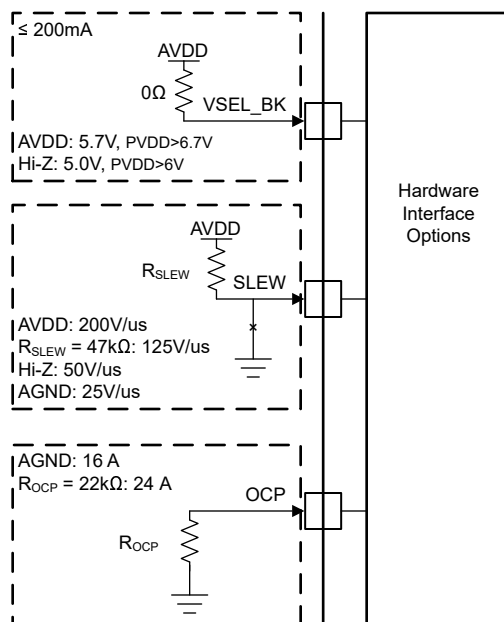 ≤ 200mA
AVDD
0Ω
VSEL_BK
AVDD: 5.7V, PVDD>6.7V
Hi-Z: 5.0V, PVDD>6V
Hardware
Interface
Options
AVDD
RSLEW
SLEW
AVDD: 200V/us
RSLEW = 47kΩ: 125V/us
Hi-Z: 50V/us
AGND: 25V/us
AGND: 16 A
ROCP = 22kΩ: 24 A
OCP
ROCP